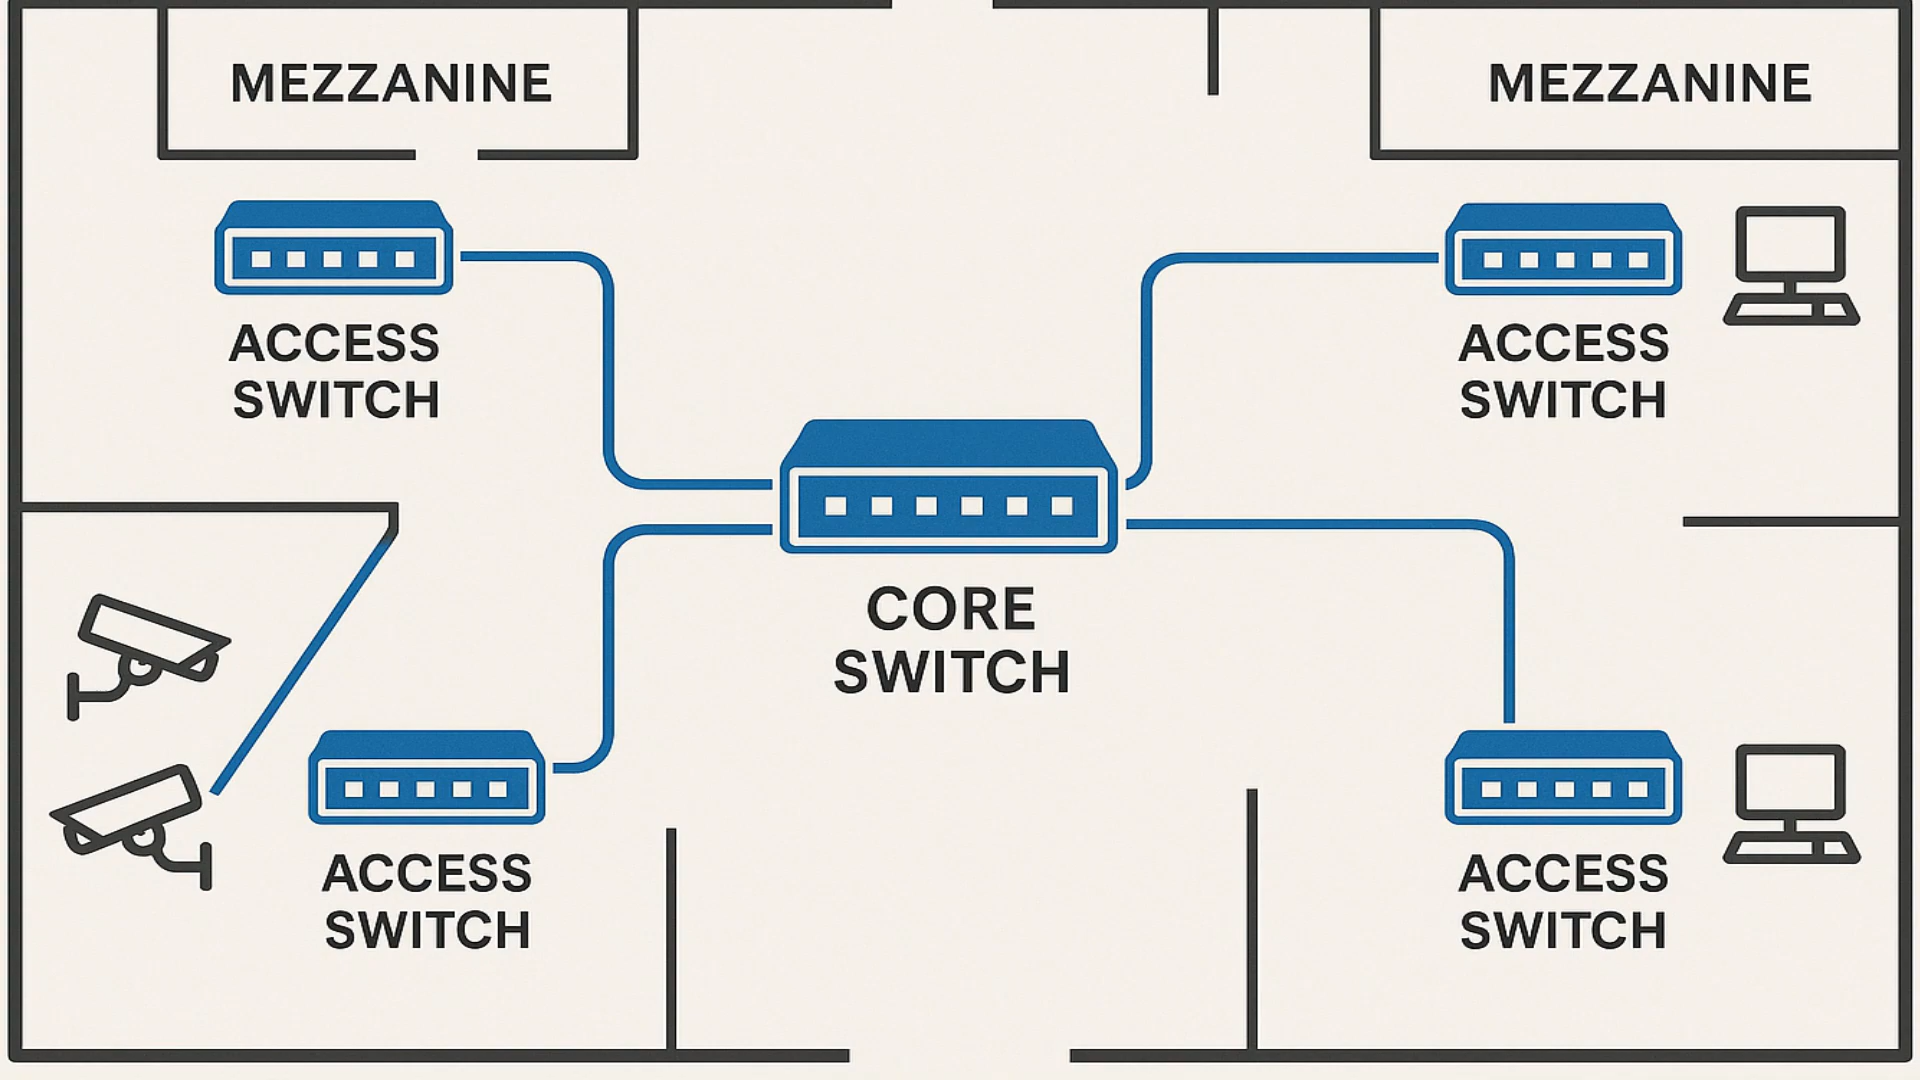 MEZZANINE
MEZZANINE
ACCESS
SWITCH
ACCESS
SWITCH
CORE
SWITCH
ACCESS
SWITCH
ACCESS
SWITCH